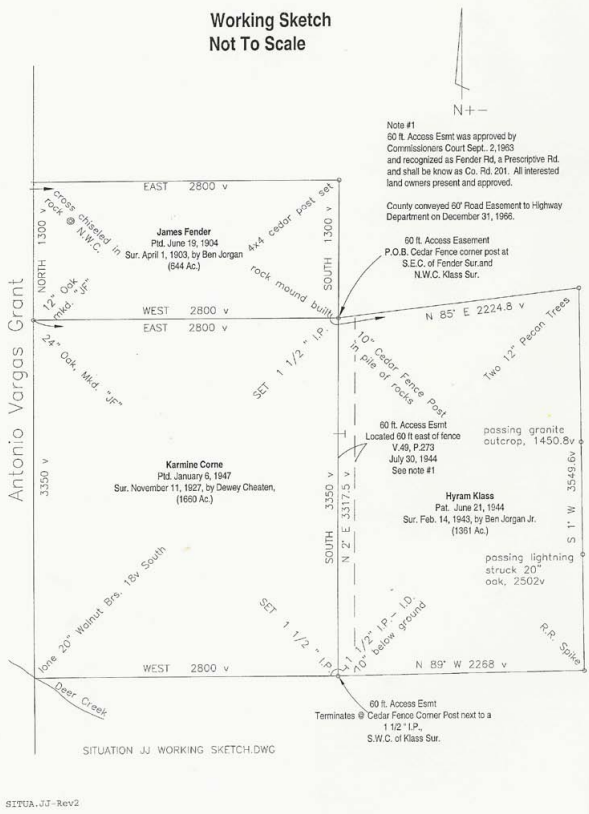 Working Sketch
Not To Scale
N+-
Note #1
60 ft. Access Esmt was approved by
Commissioners Court Sept.. 2,1963
and recognized as Fender Rd, a Prescriptive Rd.
and shall be know as Co. Rd. 201. All interested
land owners present and approved.
County conveyed 60' Road Easement to Highway
Department on December 31, 1966.
60 ft. Access Easement
P.O.B. Cedar Fence corner post at
S.E.C. of Fender Sur.and
N.W.C. Klass Sur.
EAST 2800 v
cross chiseled in
rock @ N.W.C.
NORTH 1300 v
James Fender
Ptd. June 19, 1904
Sur. April 1, 1903, by Ben Jorgan
(644 Ac.)
4x4 cedar post set
rock mound built
SOUTH 1300 v
12" Oak
mkd. "JF"
WEST 2800 v
EAST 2800 v
N 85° E 2224.8 v
24" Oak, Mkd. "JF"
SET 1 1/2 " I.P.
10" Cedar Fence Post
in pile of rocks
Two 12" Pecan Trees
Antonio Vargas Grant
3350 v
60 ft. Access Esmt
Located 60 ft east of fence
V.49, P.273
July 30, 1944
See note #1
passing granite
outcrop, 1450.8v
Karmine Corne
Ptd. January 6, 1947
Sur. November 11, 1927, by Dewey Cheaten,
(1660 Ac.)
SOUTH 3350 v
N 2° E 3317.5 v
Hyram Klass
Pat. June 21, 1944
Sur. Feb. 14, 1943, by Ben Jorgan Jr.
(1361 Ac.)
S 1° W 3549.6v
passing lightning
struck 20"
oak, 2502v
lone 20" Walnut Brs. 18v South
SET 1 1/2 " I.P.
1 1/2" I.P.- I.D.
10" below ground
R.R. Spike
WEST 2800 v
N 89° W 2268 v
Deer Creek
60 ft. Access Esmt
Terminates @ Cedar Fence Corner Post next to a
1 1/2 " I.P.,
S.W.C. of Klass Sur.
SITUATION JJ WORKING SKETCH.DWG
SITUA.JJ-Rev2